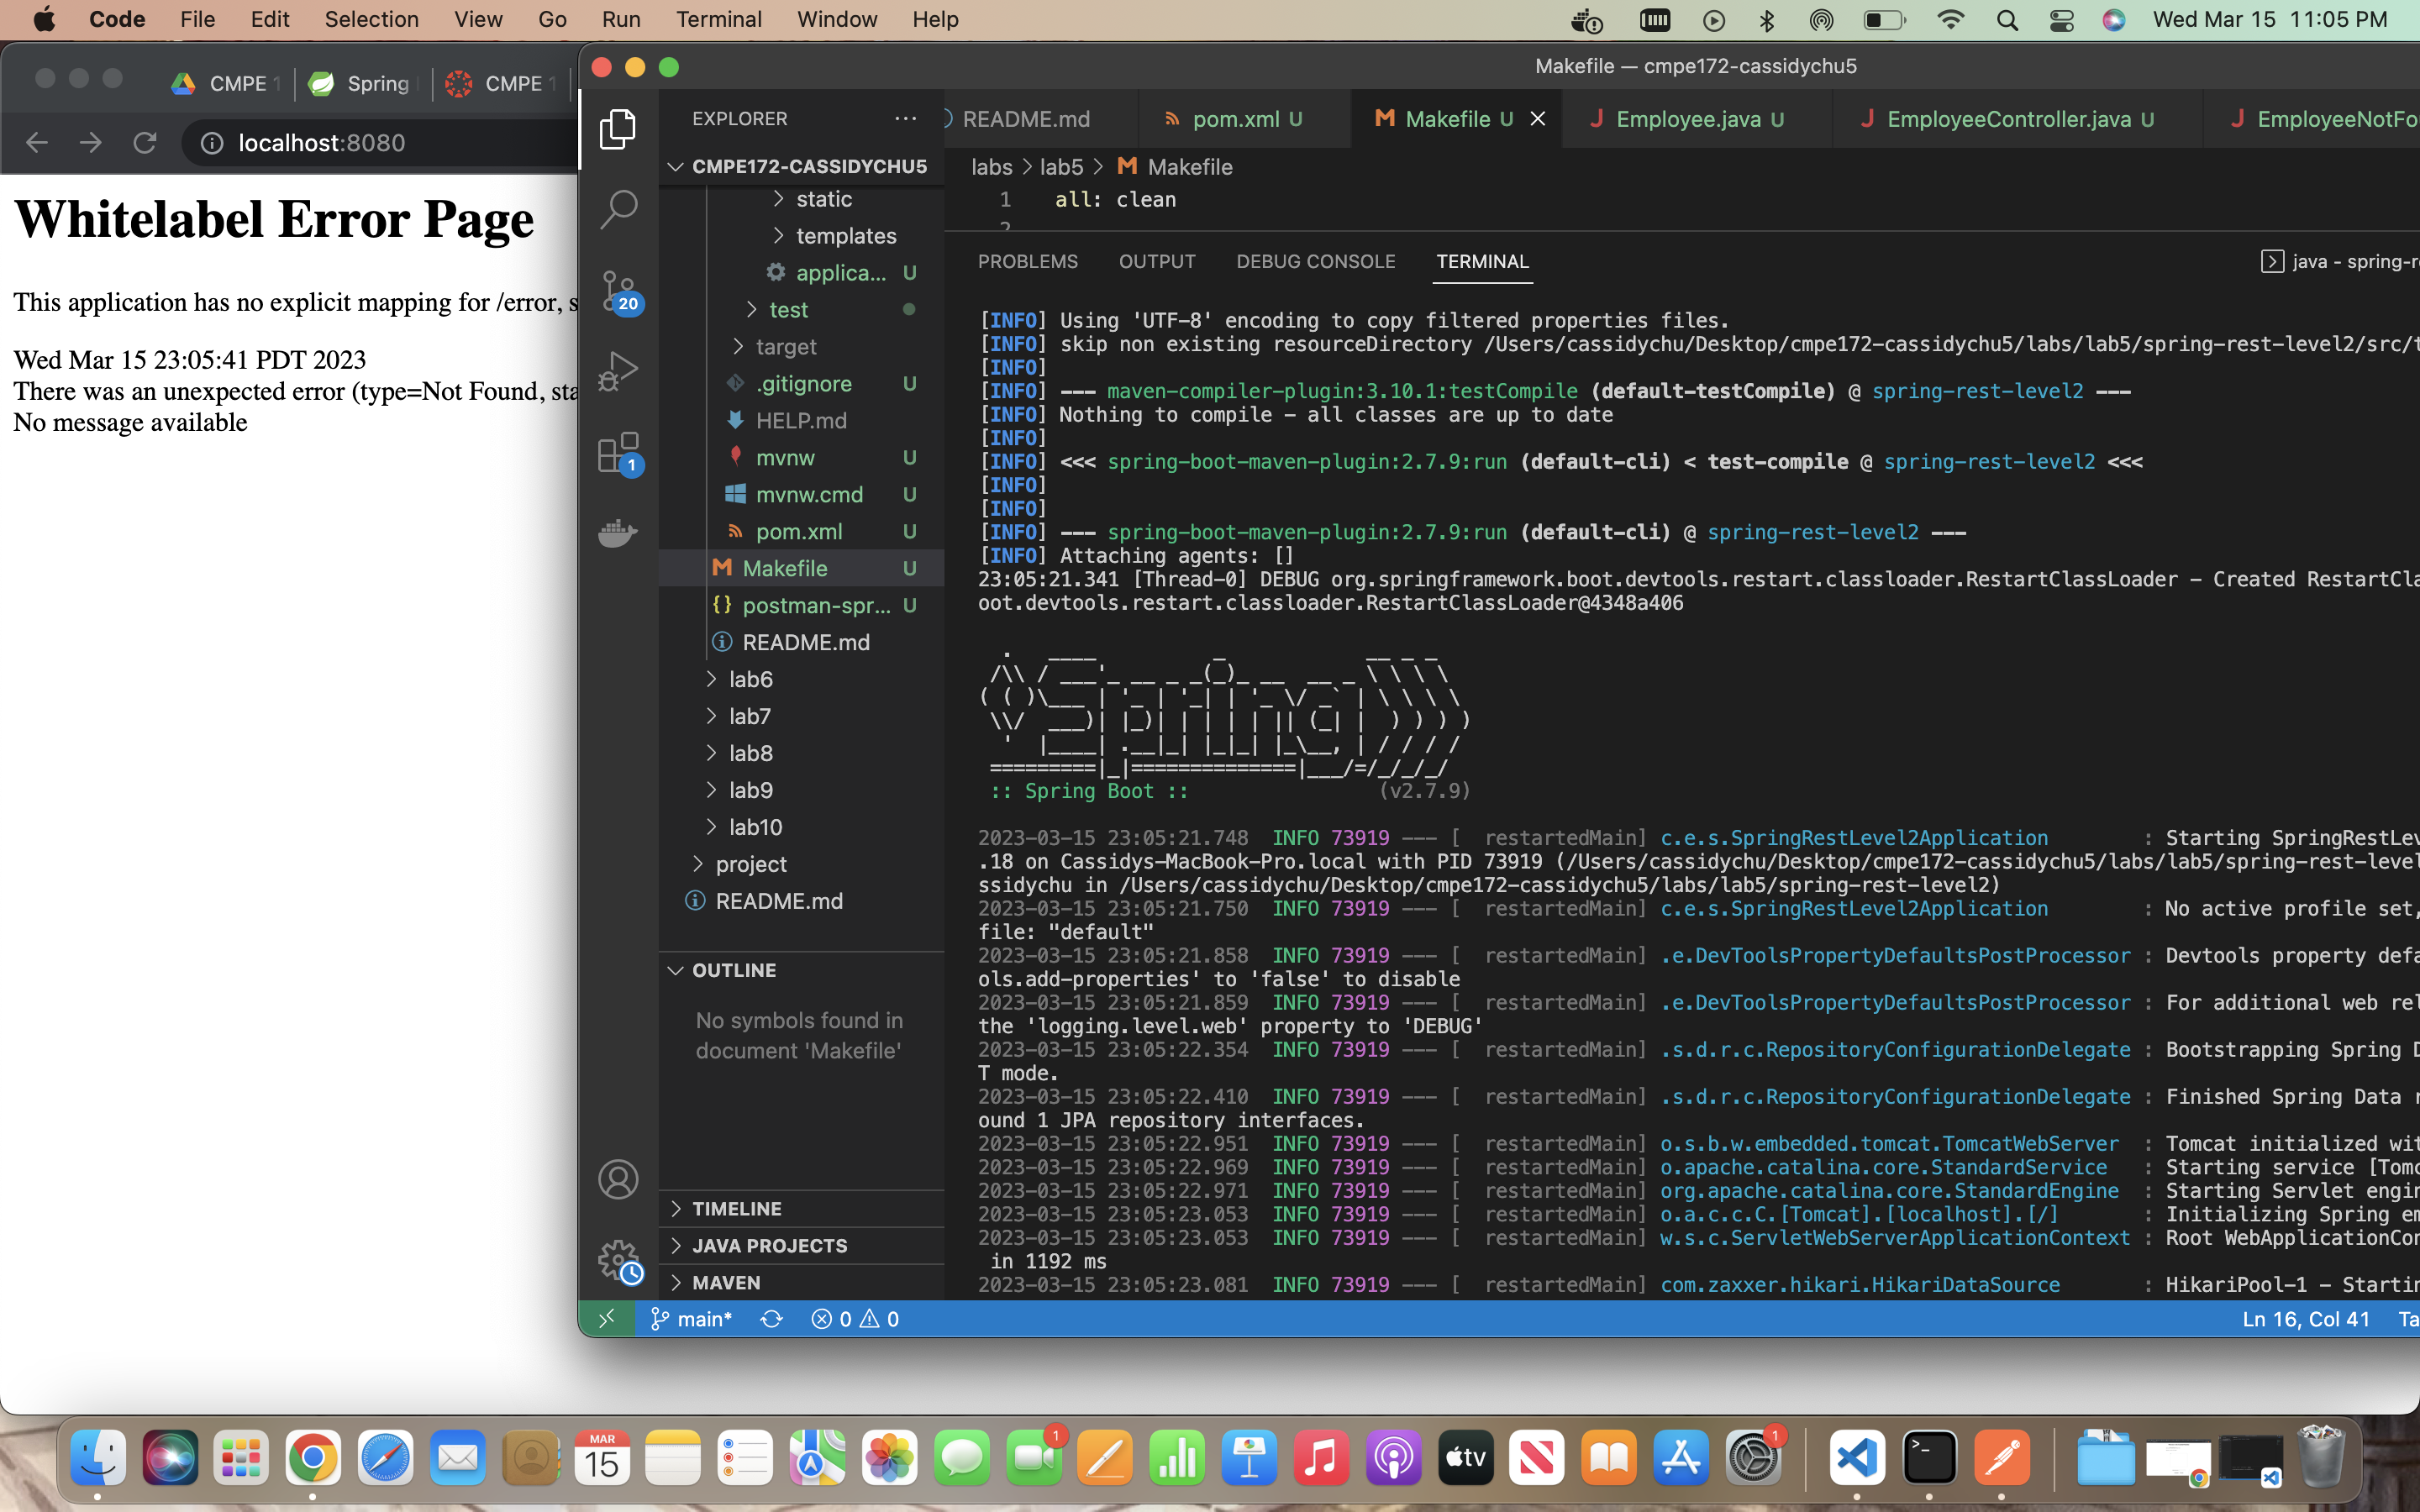 Code File Edit Selection View Go Run Terminal Window Help
Wed Mar 15 11:05 PM
CMPE 1
Spring
CMPE 1
localhost:8080
Whitelabel Error Page
This application has no explicit mapping for /error, s
Wed Mar 15 23:05:41 PDT 2023
There was an unexpected error (type=Not Found, sta
No message available
Makefile — cmpe172-cassidychu5
EXPLORER
README.md
pom.xml U
Makefile U
Employee.java U
EmployeeController.java U
EmployeeNotFo
CMPE172-CASSIDYCHU5
static
templates
applica... U
test
target
.gitignore U
HELP.md
mvnw U
mvnw.cmd U
pom.xml U
Makefile U
postman-spr... U
README.md
lab6
lab7
lab8
lab9
lab10
project
README.md
OUTLINE
No symbols found in
document 'Makefile'
TIMELINE
JAVA PROJECTS
MAVEN
20
1
labs > lab5 > Makefile
1 all: clean
2
PROBLEMS OUTPUT DEBUG CONSOLE TERMINAL
java - spring-r
[INFO] Using 'UTF-8' encoding to copy filtered properties files.
[INFO] skip non existing resourceDirectory /Users/cassidychu/Desktop/cmpe172-cassidychu5/labs/lab5/spring-rest-level2/src/t
[INFO]
[INFO] --- maven-compiler-plugin:3.10.1:testCompile (default-testCompile) @ spring-rest-level2 ---
[INFO] Nothing to compile - all classes are up to date
[INFO]
[INFO] <<< spring-boot-maven-plugin:2.7.9:run (default-cli) < test-compile @ spring-rest-level2 <<<
[INFO]
[INFO]
[INFO] --- spring-boot-maven-plugin:2.7.9:run (default-cli) @ spring-rest-level2 ---
[INFO] Attaching agents: []
23:05:21.341 [Thread-0] DEBUG org.springframework.boot.devtools.restart.classloader.RestartClassLoader - Created RestartCla
oot.devtools.restart.classloader.RestartClassLoader@4348a406
Spring
:: Spring Boot :: (v2.7.9)
2023-03-15 23:05:21.748 INFO 73919 --- [ restartedMain] c.e.s.SpringRestLevel2Application : Starting SpringRestLev
.18 on Cassidys-MacBook-Pro.local with PID 73919 (/Users/cassidychu/Desktop/cmpe172-cassidychu5/labs/lab5/spring-rest-level
ssidychu in /Users/cassidychu/Desktop/cmpe172-cassidychu5/labs/lab5/spring-rest-level2)
2023-03-15 23:05:21.750 INFO 73919 --- [ restartedMain] c.e.s.SpringRestLevel2Application : No active profile set,
file: "default"
2023-03-15 23:05:21.858 INFO 73919 --- [ restartedMain] .e.DevToolsPropertyDefaultsPostProcessor : Devtools property defa
ols.add-properties' to 'false' to disable
2023-03-15 23:05:21.859 INFO 73919 --- [ restartedMain] .e.DevToolsPropertyDefaultsPostProcessor : For additional web rel
the 'logging.level.web' property to 'DEBUG'
2023-03-15 23:05:22.354 INFO 73919 --- [ restartedMain] .s.d.r.c.RepositoryConfigurationDelegate : Bootstrapping Spring D
T mode.
2023-03-15 23:05:22.410 INFO 73919 --- [ restartedMain] .s.d.r.c.RepositoryConfigurationDelegate : Finished Spring Data r
ound 1 JPA repository interfaces.
2023-03-15 23:05:22.951 INFO 73919 --- [ restartedMain] o.s.b.w.embedded.tomcat.TomcatWebServer : Tomcat initialized wit
2023-03-15 23:05:22.969 INFO 73919 --- [ restartedMain] o.apache.catalina.core.StandardService : Starting service [Tomc
2023-03-15 23:05:22.971 INFO 73919 --- [ restartedMain] org.apache.catalina.core.StandardEngine : Starting Servlet engin
2023-03-15 23:05:23.053 INFO 73919 --- [ restartedMain] o.a.c.c.C.[Tomcat].[localhost].[/] : Initializing Spring em
2023-03-15 23:05:23.053 INFO 73919 --- [ restartedMain] w.s.c.ServletWebServerApplicationContext : Root WebApplicationCon
in 1192 ms
2023-03-15 23:05:23.081 INFO 73919 --- [ restartedMain] com.zaxxer.hikari.HikariDataSource : HikariPool-1 - Startin
main* 0 0
Ln 16, Col 41 Ta
MAR
15
1
tv
1